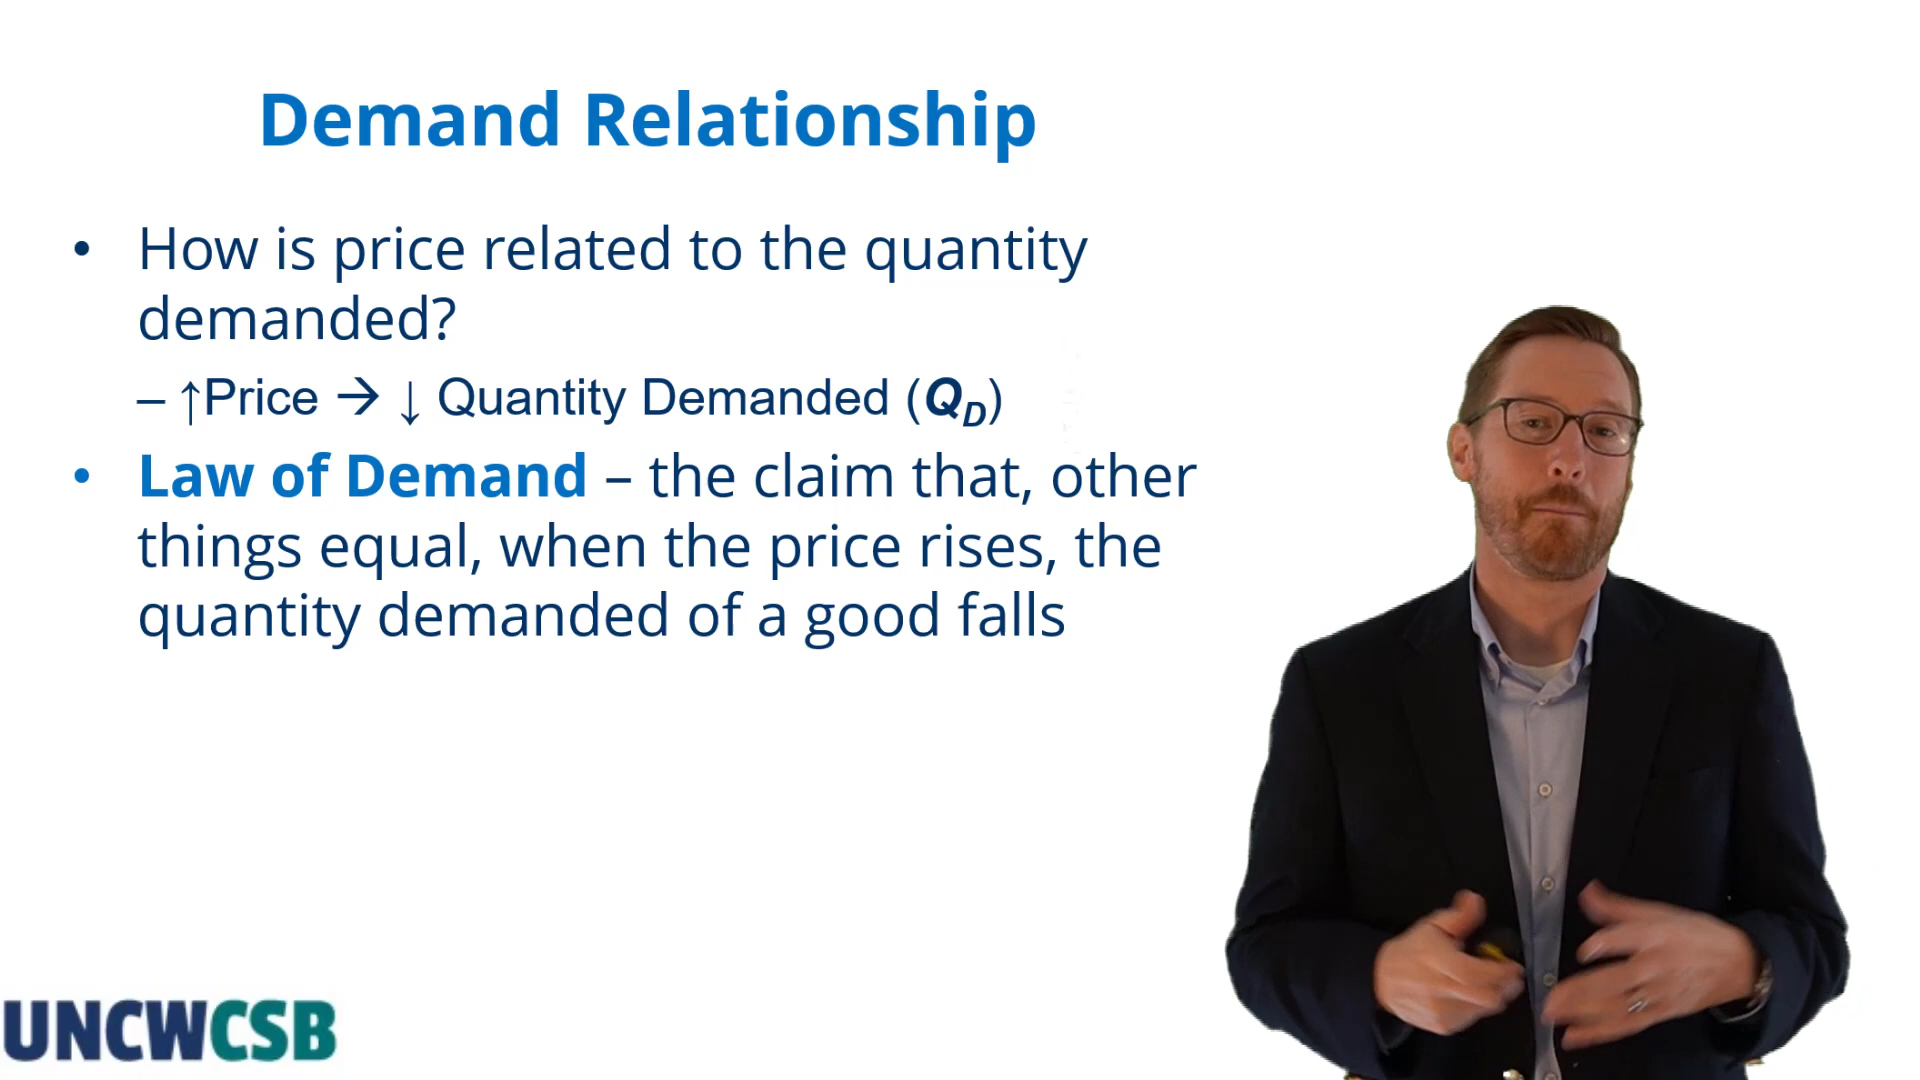 Demand Relationship
• How is price related to the quantity
demanded?
– ↑Price → ↓ Quantity Demanded (Q_D)
• Law of Demand – the claim that, other
things equal, when the price rises, the
quantity demanded of a good falls
UNCWCSB